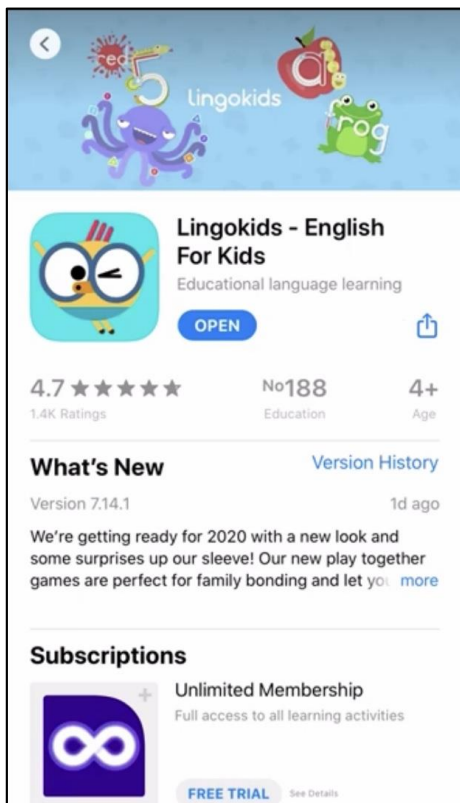 red
5
a
lingokids
frog
Lingokids - English
For Kids
Educational language learning
OPEN
4.7 No188 4+
1.4K Ratings Education Age
What's New Version History
Version 7.14.1 1d ago
We're getting ready for 2020 with a new look and
some surprises up our sleeve! Our new play together
games are perfect for family bonding and let you more
Subscriptions
Unlimited Membership
Full access to all learning activities
FREE TRIAL See Details